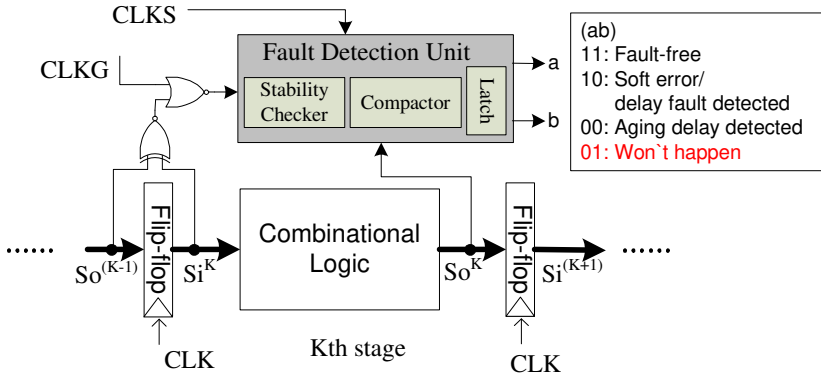 CLKS
CLKG
Fault Detection Unit
Stability
Checker
Compactor
Latch
a
b
(ab)
11: Fault-free
10: Soft error/
delay fault detected
00: Aging delay detected
01: Won`t happen
......
So(K-1)
Flip-flop
SiK
Combinational
Logic
SoK
Flip-flop
Si(K+1)
......
CLK
Kth stage
CLK